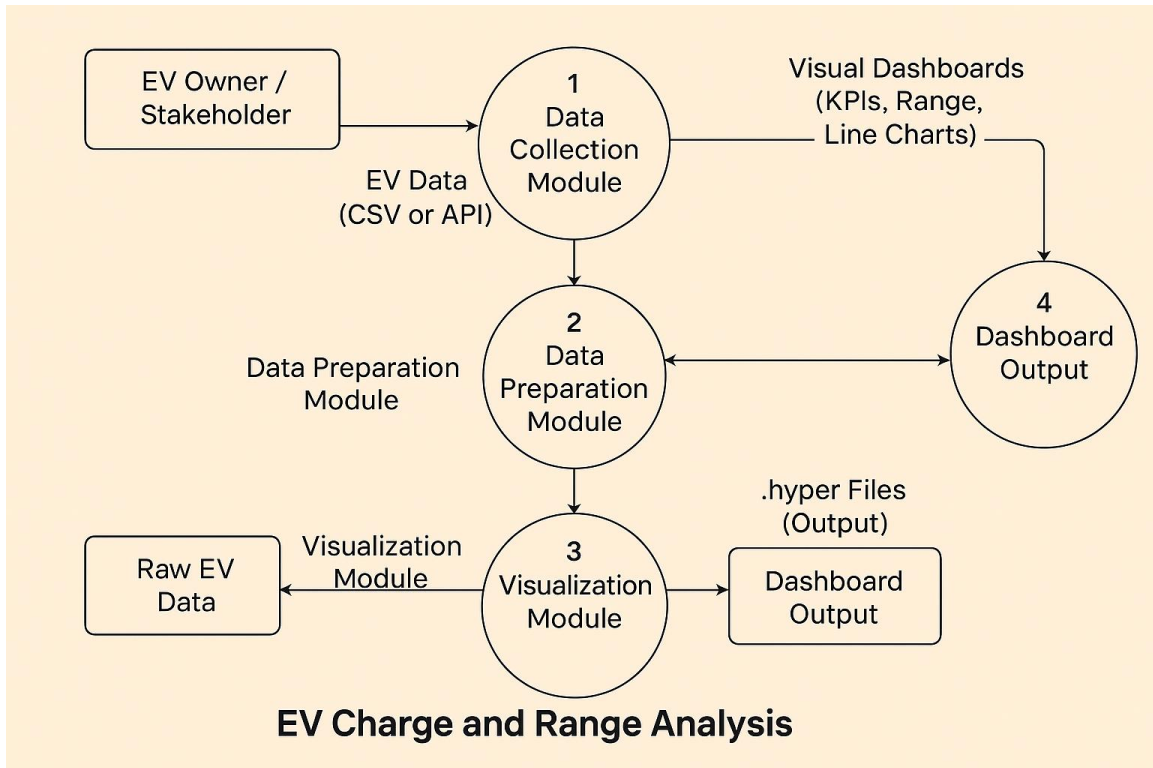 EV Owner /
Stakeholder
1
Data
Collection
Module
Visual Dashboards
(KPIs, Range,
Line Charts)
EV Data
(CSV or API)
2
Data
Preparation
Module
4
Dashboard
Output
Data Preparation
Module
.hyper Files
(Output)
Raw EV
Data
Visualization
Module
3
Visualization
Module
Dashboard
Output
EV Charge and Range Analysis